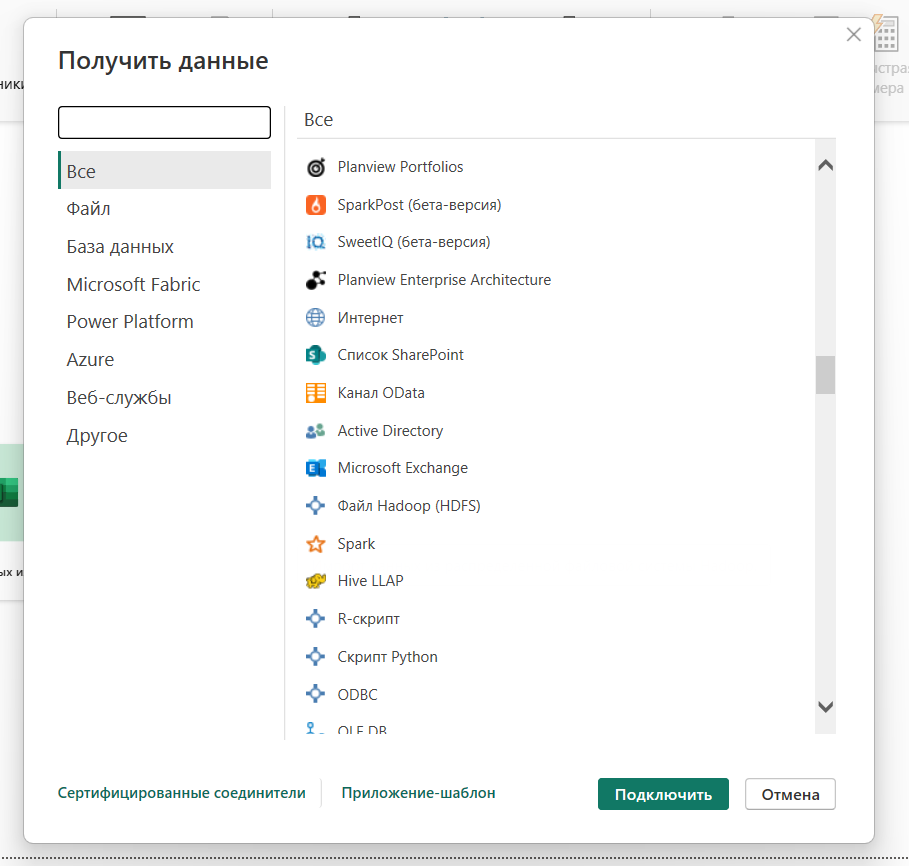 Получить данные
Все
Все
Файл
База данных
Microsoft Fabric
Power Platform
Azure
Веб-службы
Другое
Planview Portfolios
SparkPost (бета-версия)
SweetIQ (бета-версия)
Planview Enterprise Architecture
Интернет
Список SharePoint
Канал OData
Active Directory
Microsoft Exchange
Файл Hadoop (HDFS)
Spark
Hive LLAP
R-скрипт
Скрипт Python
ODBC
OLE DB
Сертифицированные соединители
Приложение-шаблон
Подключить
Отмена